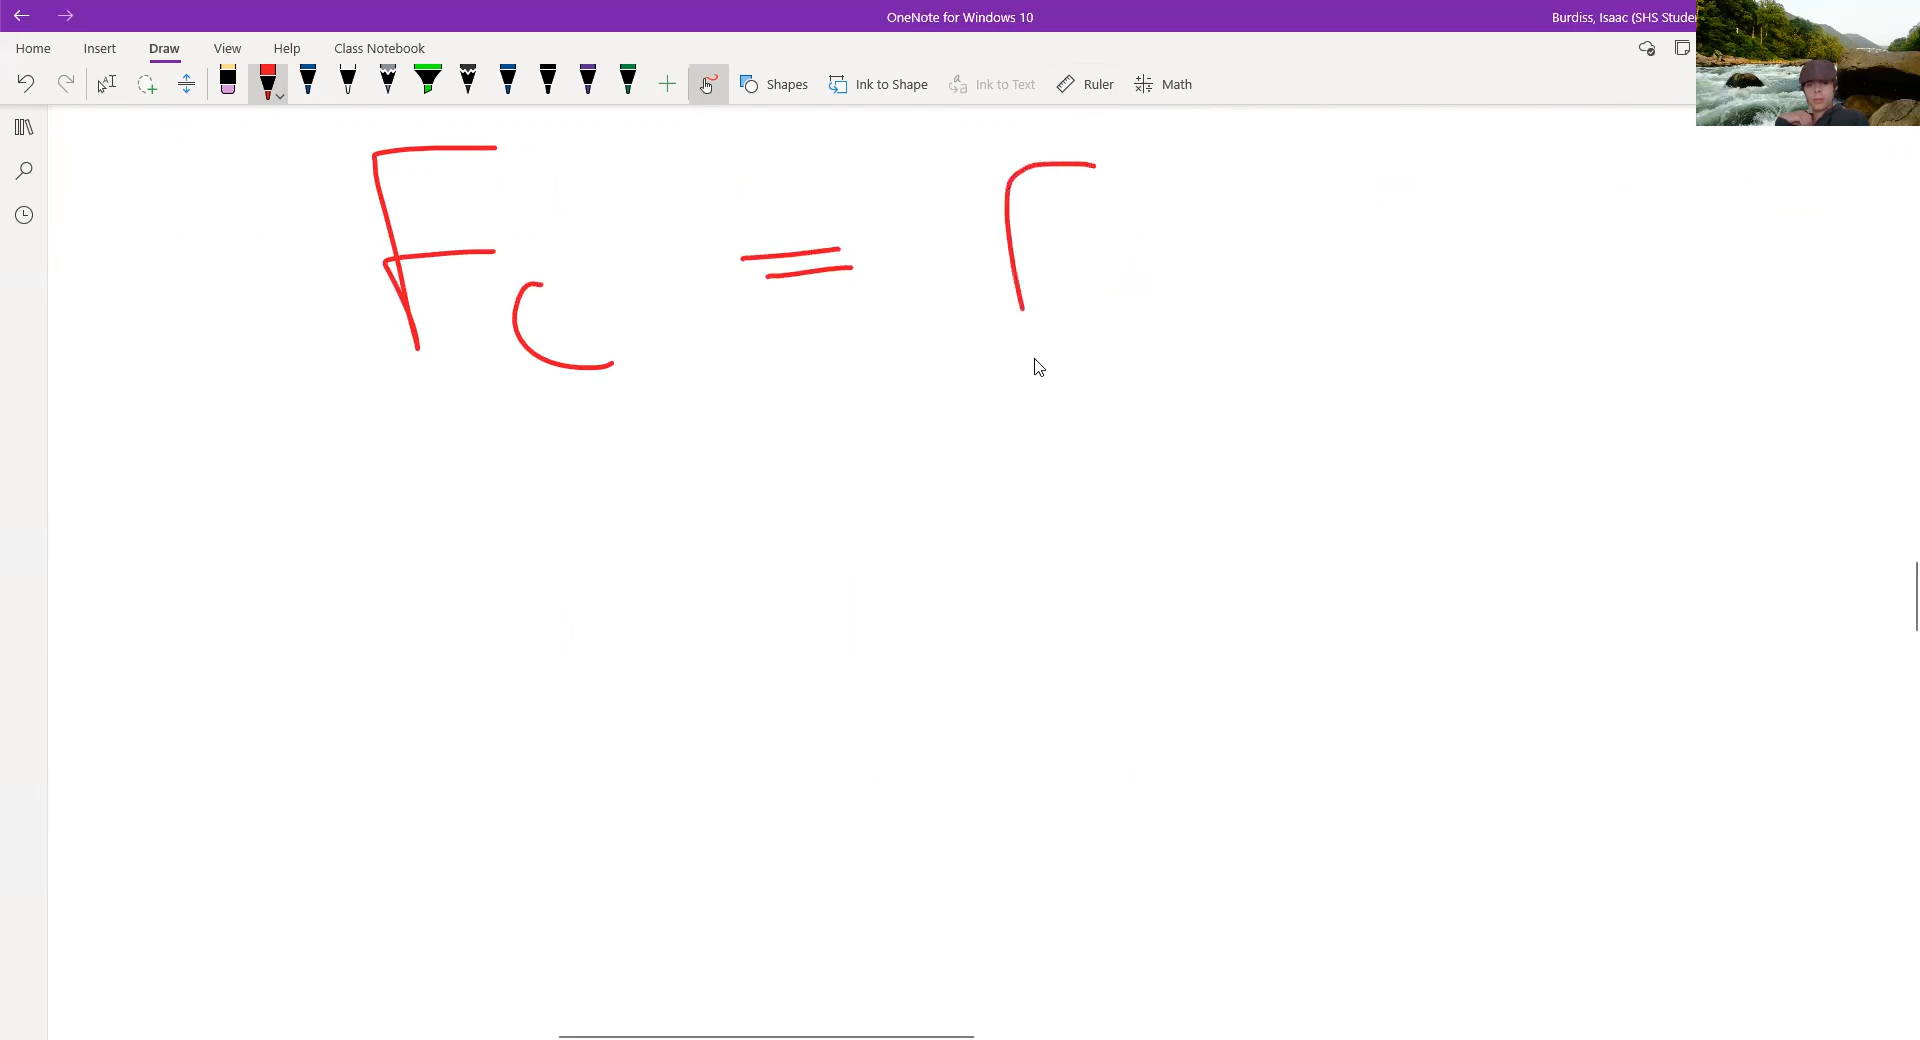 OneNote for Windows 10
Burdiss, Isaac (SHS Stude
Home Insert Draw View Help Class Notebook
Shapes Ink to Shape Ink to Text Ruler Math
F_c =